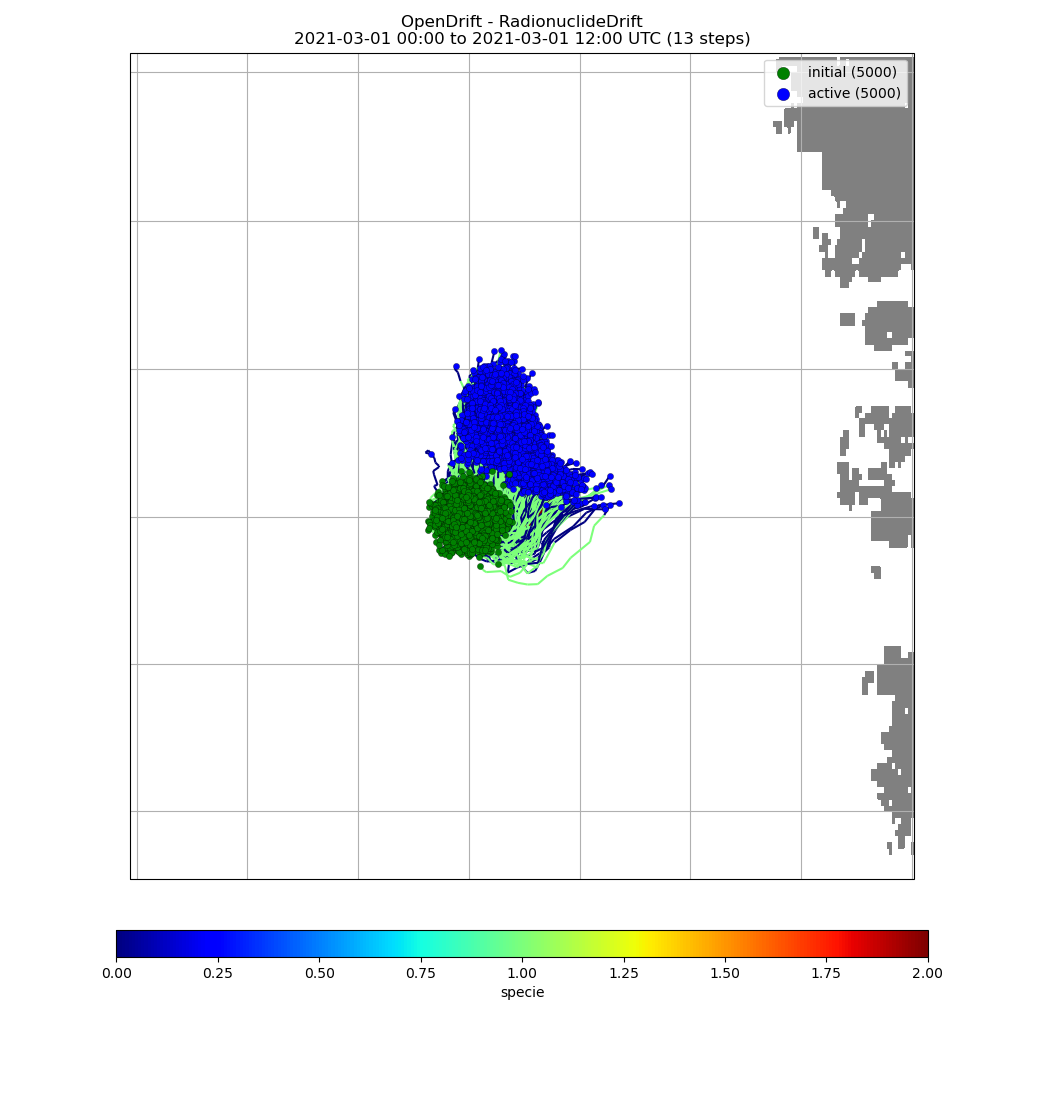 OpenDrift - RadionuclideDrift
2021-03-01 00:00 to 2021-03-01 12:00 UTC (13 steps)
initial (5000)
active (5000)
0.00 0.25 0.50 0.75 1.00 1.25 1.50 1.75 2.00
specie